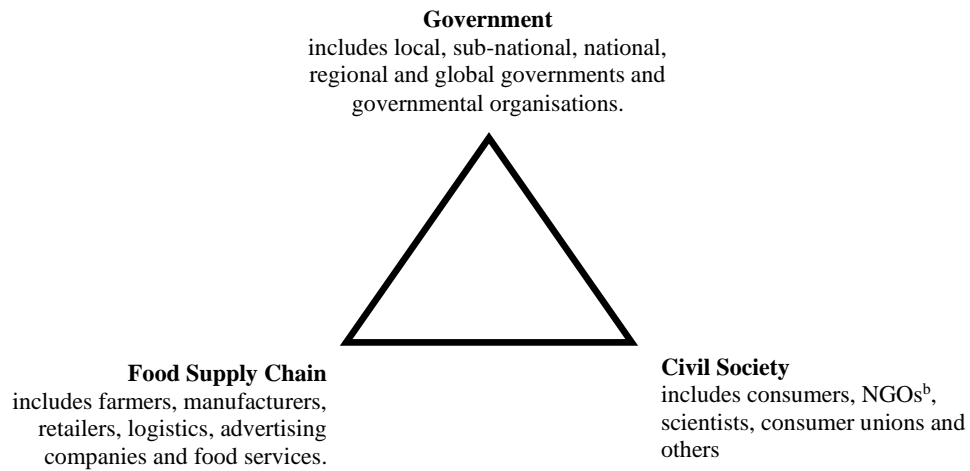 Government
includes local, sub-national, national,
regional and global governments and
governmental organisations.
Food Supply Chain
includes farmers, manufacturers,
retailers, logistics, advertising
companies and food services.
Civil Society
includes consumers, NGOsᵇ,
scientists, consumer unions and
others